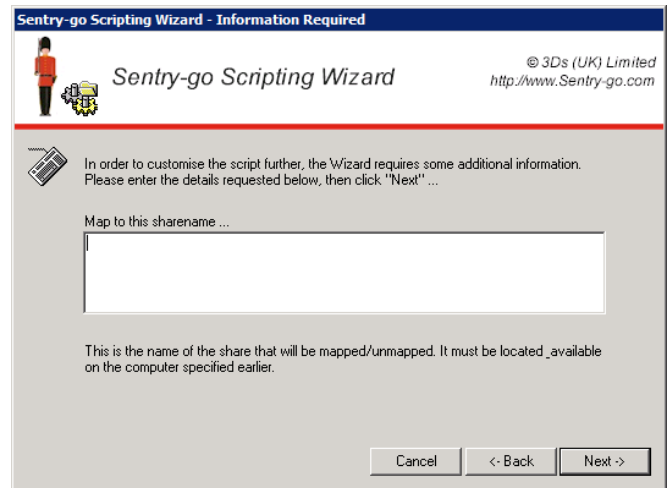 Sentry-go Scripting Wizard - Information Required
Sentry-go Scripting Wizard
© 3Ds (UK) Limited
http://www.Sentry-go.com
In order to customise the script further, the Wizard requires some additional information.
Please enter the details requested below, then click "Next" ...
Map to this sharename ...
This is the name of the share that will be mapped/unmapped. It must be located _available
on the computer specified earlier.
Cancel
<- Back
Next ->